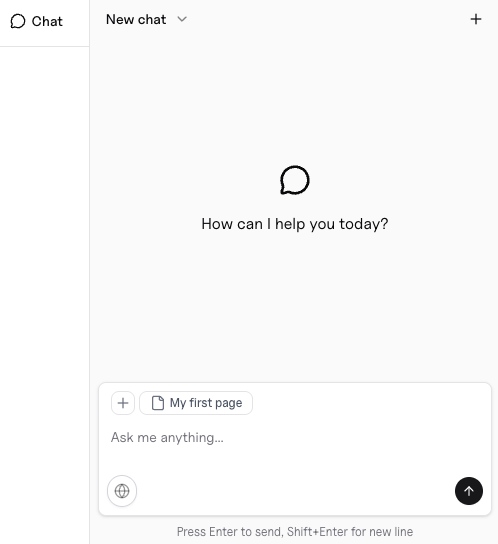 Chat
New chat
How can I help you today?
My first page
Ask me anything...
Press Enter to send, Shift+Enter for new line